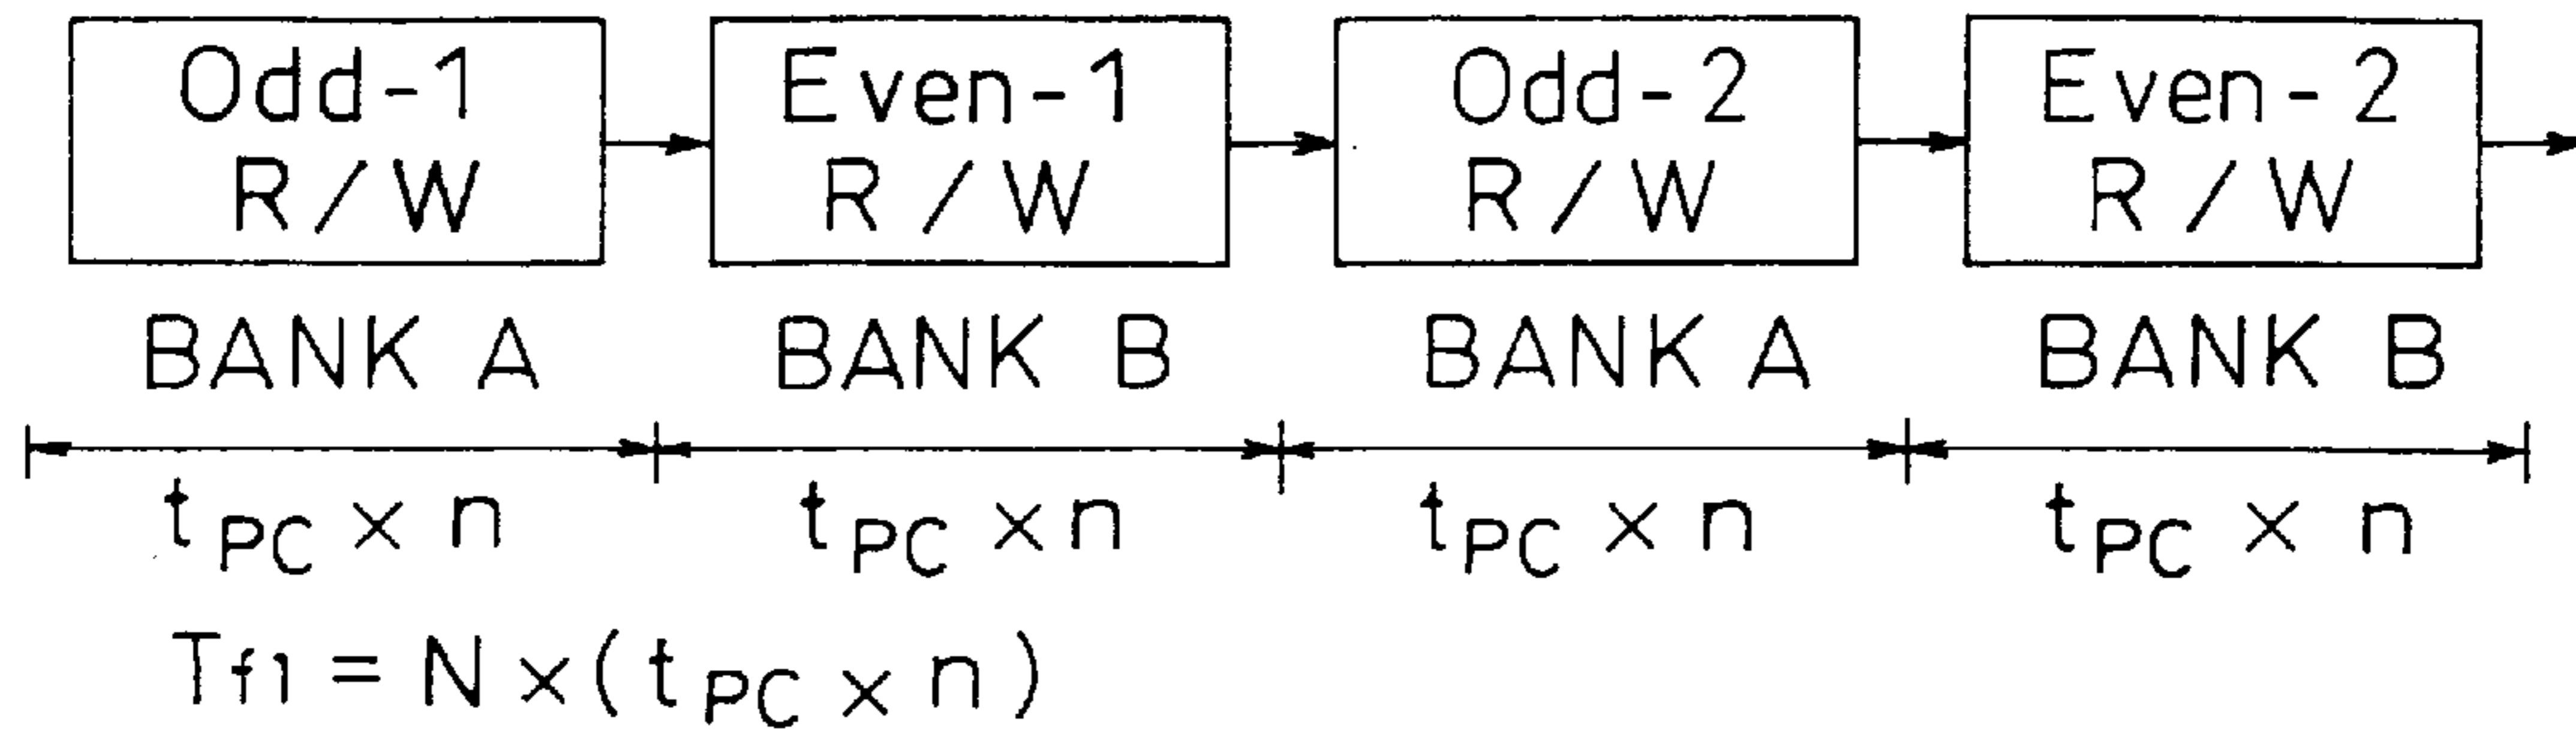 Odd-1 Even-1 Odd-2 Even-2
R/W R/W R/W R/W
BANK A BANK B BANK A BANK B
tPC × n tPC × n tPC × n tPC × n
Tf1 = N × (tPC × n)